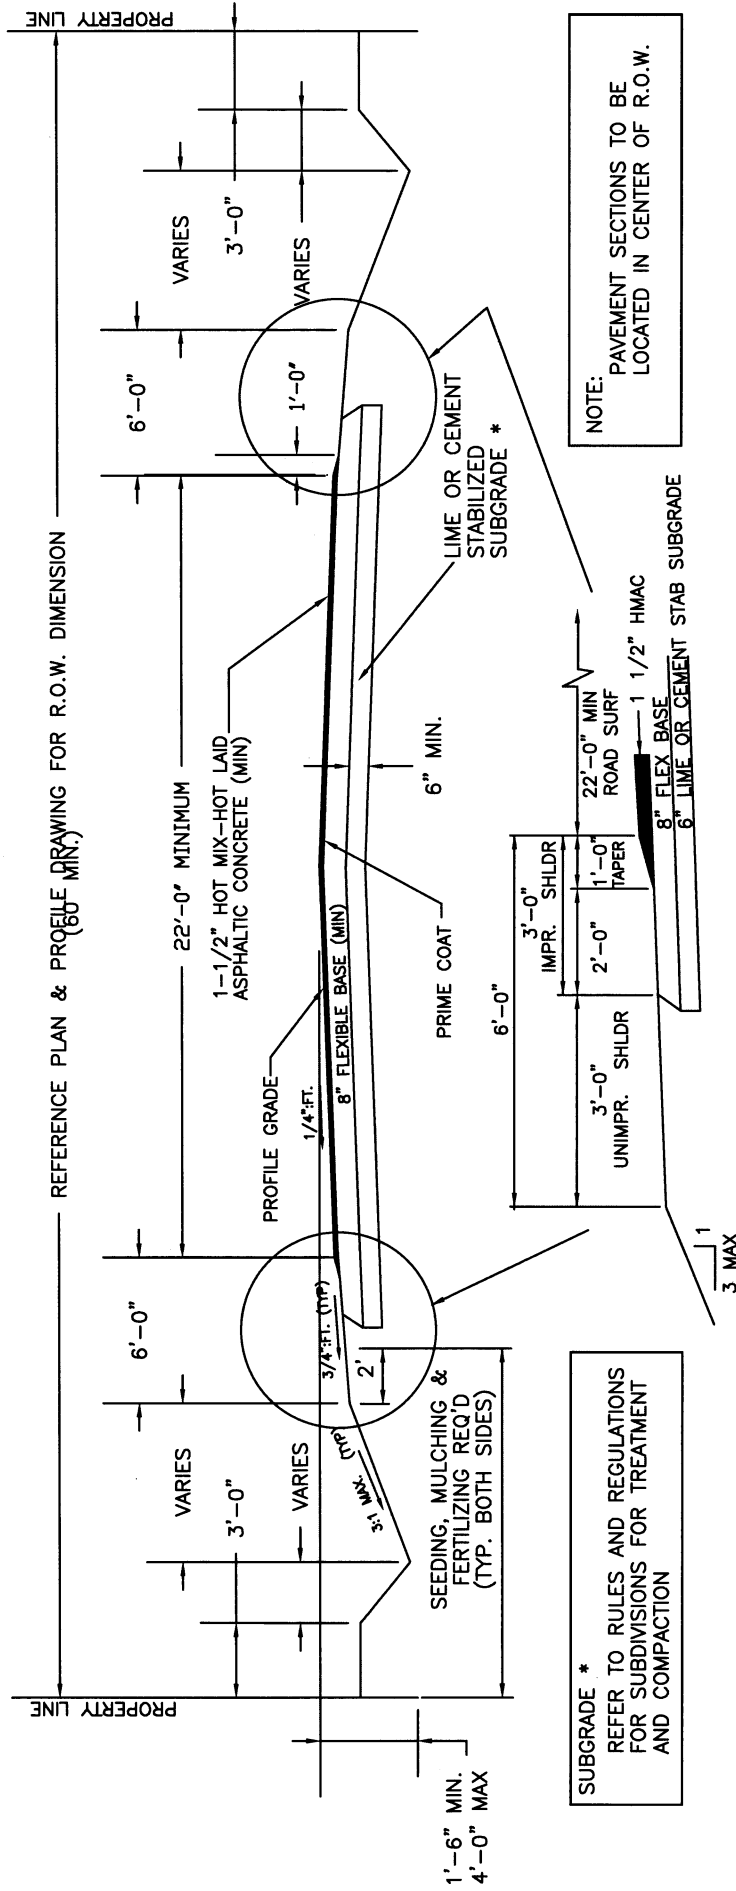 REFERENCE PLAN & PROFILE DRAWING FOR R.O.W. DIMENSION
(60' MIN.)
PROPERTY LINE
PROPERTY LINE
VARIES
3'-0"
VARIES
6'-0"
22'-0" MINIMUM
6'-0"
VARIES
3'-0"
VARIES
1'-0"
1-1/2" HOT MIX-HOT LAID
ASPHALTIC CONCRETE (MIN)
PROFILE GRADE
1/4":FT.
3/4":FT. (TYP)
3:1 MAX. (TYP)
2'
8" FLEXIBLE BASE (MIN)
PRIME COAT
6" MIN.
LIME OR CEMENT
STABILIZED
SUBGRADE *
SEEDING, MULCHING &
FERTILIZING REQ'D
(TYP. BOTH SIDES)
1'-6" MIN.
4'-0" MAX
SUBGRADE *
REFER TO RULES AND REGULATIONS
FOR SUBDIVISIONS FOR TREATMENT
AND COMPACTION
6'-0"
3'-0"
IMPR. SHLDR
3'-0"
UNIMPR. SHLDR
2'-0"
1'-0"
TAPER
22'-0" MIN
ROAD SURF
1 1/2" HMAC
8" FLEX BASE
6" LIME OR CEMENT STAB SUBGRADE
1
3 MAX
NOTE:
PAVEMENT SECTIONS TO BE
LOCATED IN CENTER OF R.O.W.